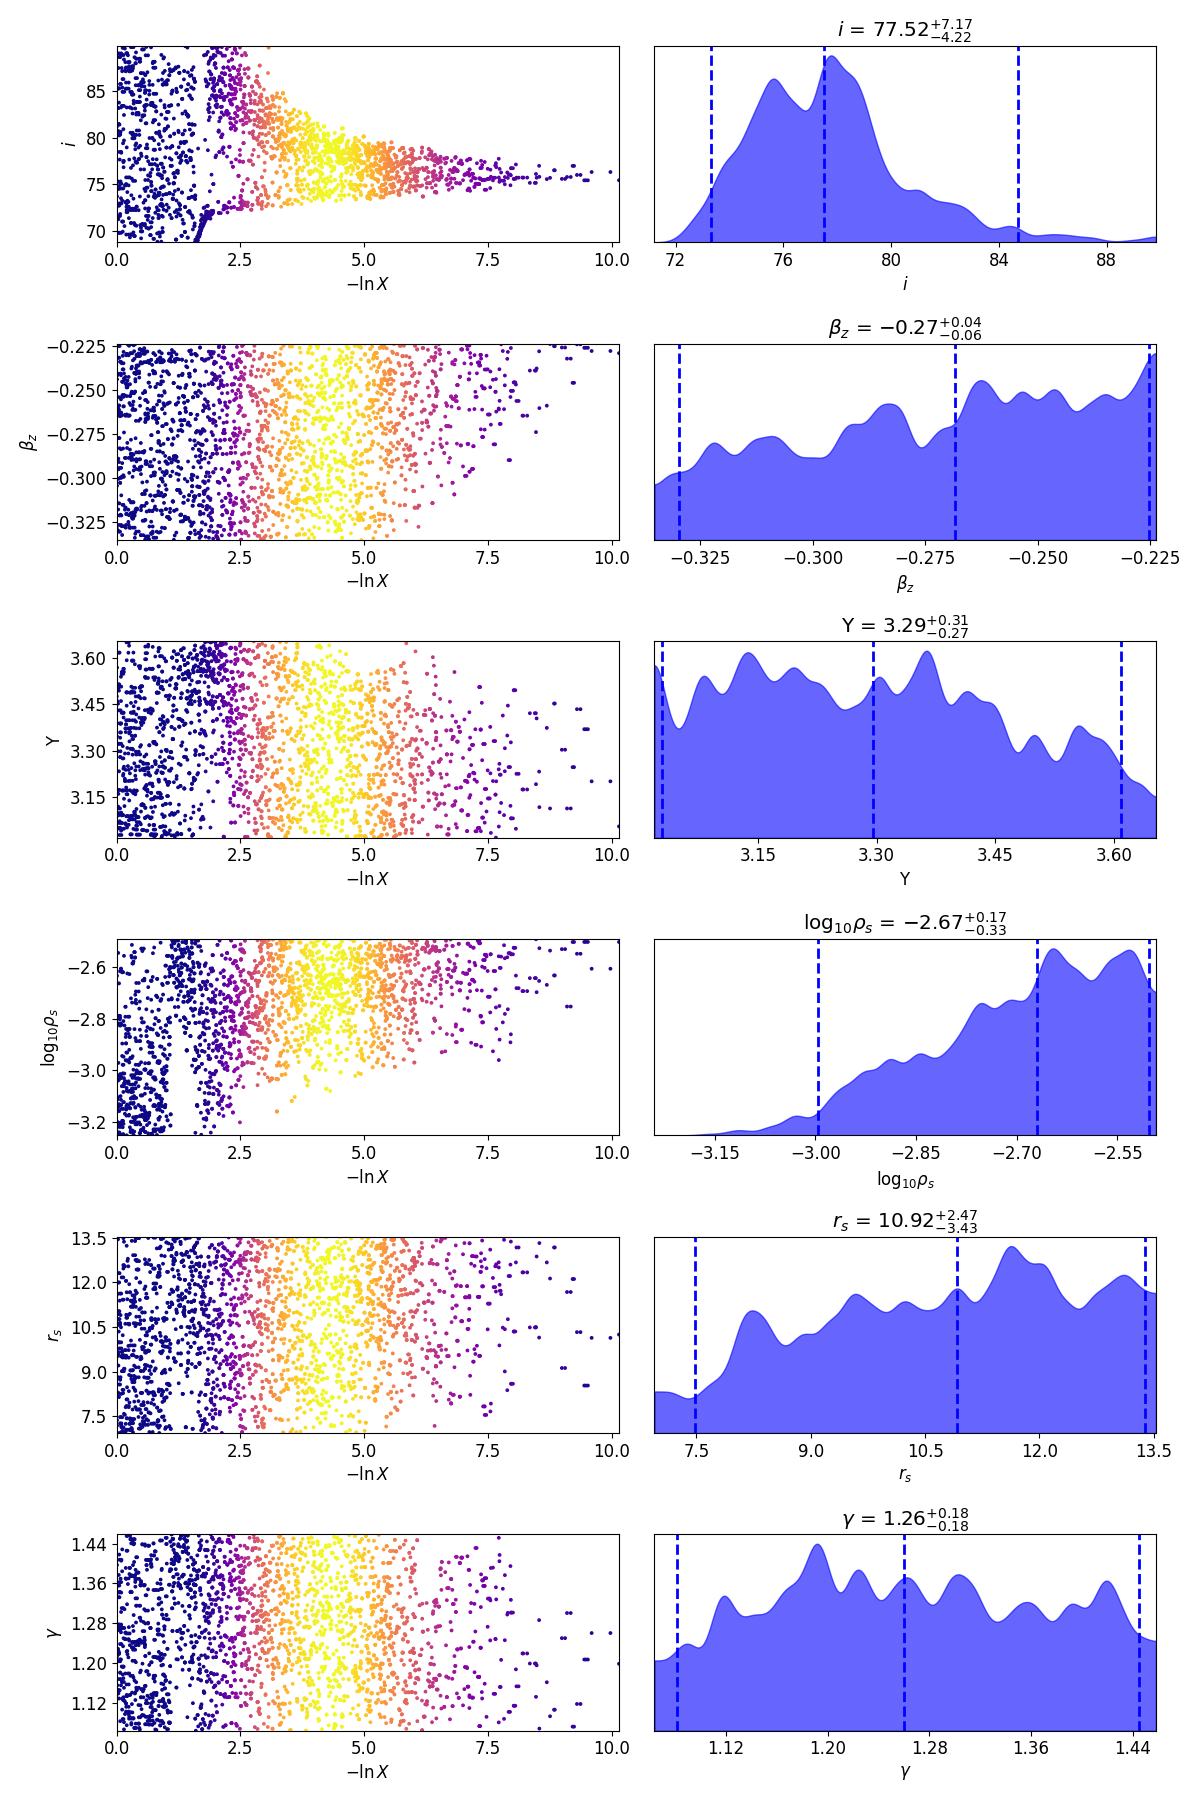 i = 77.52+7.17−4.22
85
80
75
70
i
0.0 2.5 5.0 7.5 10.0
−ln X
72 76 80 84 88
i
βz = −0.27+0.04−0.06
−0.225
−0.250
−0.275
−0.300
−0.325
βz
0.0 2.5 5.0 7.5 10.0
−ln X
−0.325 −0.300 −0.275 −0.250 −0.225
βz
Y = 3.29+0.31−0.27
3.60
3.45
3.30
3.15
Y
0.0 2.5 5.0 7.5 10.0
−ln X
3.15 3.30 3.45 3.60
Y
log10ρs = −2.67+0.17−0.33
−2.6
−2.8
−3.0
−3.2
log10ρs
0.0 2.5 5.0 7.5 10.0
−ln X
−3.15 −3.00 −2.85 −2.70 −2.55
log10ρs
rs = 10.92+2.47−3.43
13.5
12.0
10.5
9.0
7.5
rs
0.0 2.5 5.0 7.5 10.0
−ln X
7.5 9.0 10.5 12.0 13.5
rs
γ = 1.26+0.18−0.18
1.44
1.36
1.28
1.20
1.12
γ
0.0 2.5 5.0 7.5 10.0
−ln X
1.12 1.20 1.28 1.36 1.44
γ